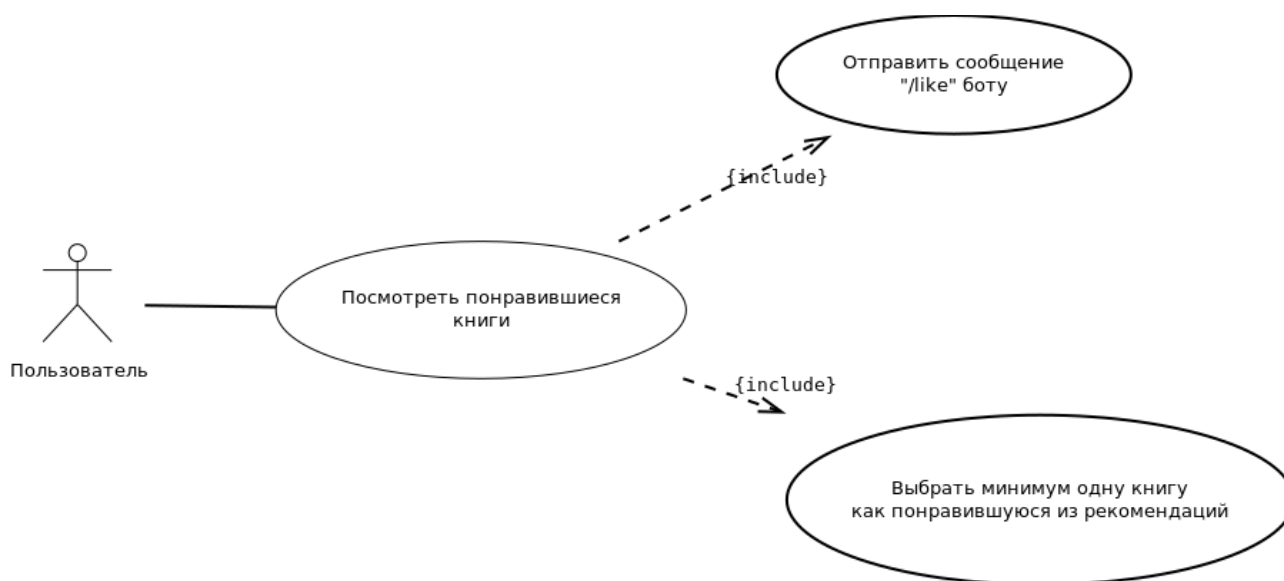 Отправить сообщение
"/like" боту
{include}
Посмотреть понравившиеся
книги
Пользователь
{include}
Выбрать минимум одну книгу
как понравившуюся из рекомендаций